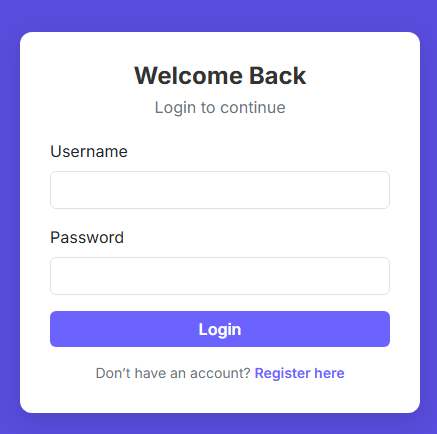 Welcome Back
Login to continue
Username
Password
Login
Don’t have an account? Register here